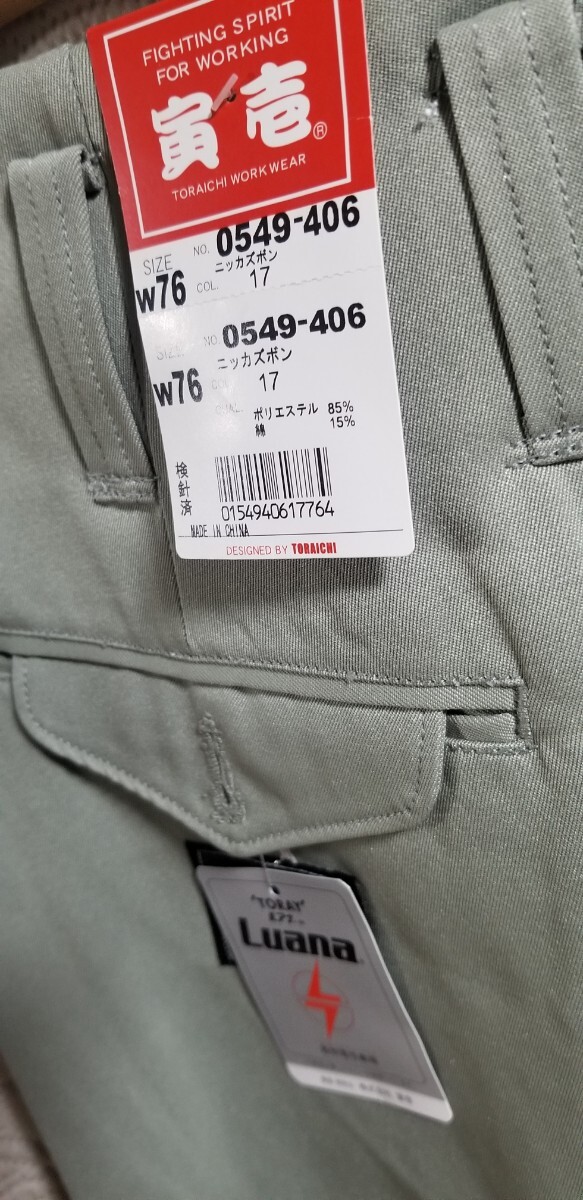 FIGHTING SPIRIT
FOR WORKING
寅壱®
TORAICHI WORK WEAR
SIZE NO. 0549-406
ニッカズボン
W76 COL. 17
NO. 0549-406
ニッカズボン
W76 17
ポリエステル 85%
綿 15%
検針済
0154940617764
MADE IN CHINA
DESIGNED BY TORAICHI
'TORAY'
Luana